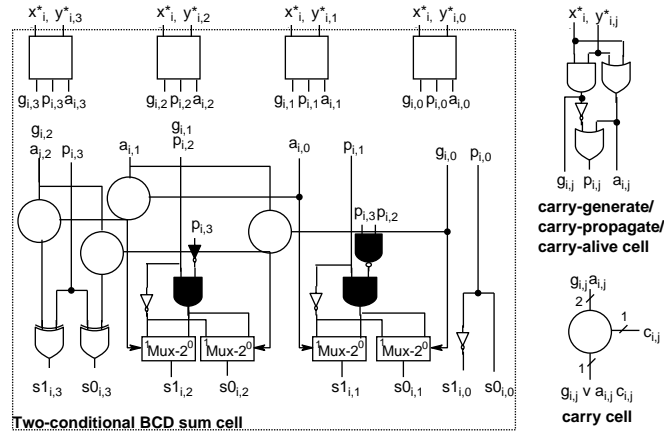 x*i, y*i,3 x*i, y*i,2 x*i, y*i,1 x*i, y*i,0
gi,3 pi,3 ai,3 gi,2 pi,2 ai,2 gi,1 pi,1 ai,1 gi,0 pi,0 ai,0
gi,2
ai,2 pi,3
ai,1
gi,1
pi,2
ai,0
pi,1
gi,0
pi,0
pi,3
pi,3 pi,2
1 Mux-2 0
1 Mux-2 0
1 Mux-2 0
1 Mux-2 0
s1i,3 s0i,3 s1i,2 s0i,2 s1i,1 s0i,1 s1i,0 s0i,0
Two-conditional BCD sum cell
x*i, y*i,j
gi,j pi,j ai,j
carry-generate/
carry-propagate/
carry-alive cell
gi,j ai,j
2
1
ci,j
1
gi,j v ai,j ci,j
carry cell